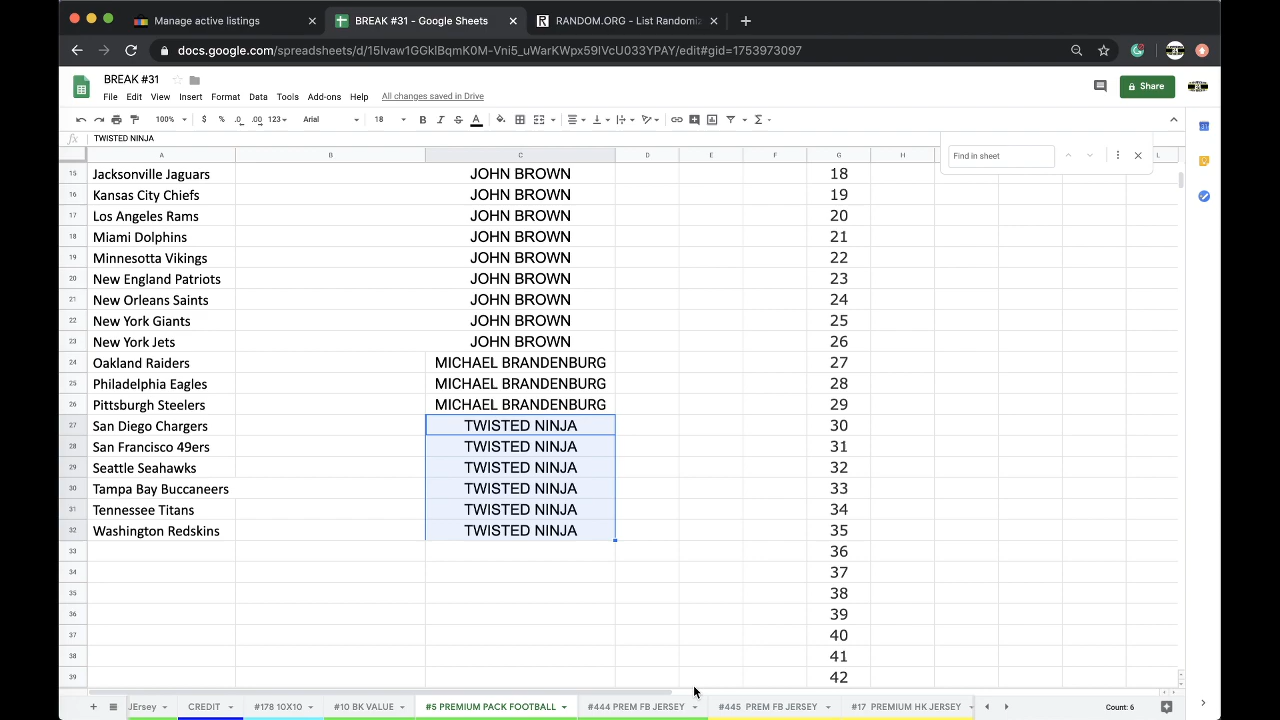 Manage active listings
BREAK #31 - Google Sheets
RANDOM.ORG - List Randomi
docs.google.com/spreadsheets/d/15Ivaw1GGklBqmK0M-Vni5_uWarKWpx59IVcU033YPAY/edit#gid=1753973097
BREAK #31
File Edit View Insert Format Data Tools Add-ons Help All changes saved in Drive
Share
100% $ % .0 .00 123 Arial 18 B I S A
fx TWISTED NINJA
Find in sheet
A B C D E F G H L
15 Jacksonville Jaguars JOHN BROWN 18
16 Kansas City Chiefs JOHN BROWN 19
17 Los Angeles Rams JOHN BROWN 20
18 Miami Dolphins JOHN BROWN 21
19 Minnesotta Vikings JOHN BROWN 22
20 New England Patriots JOHN BROWN 23
21 New Orleans Saints JOHN BROWN 24
22 New York Giants JOHN BROWN 25
23 New York Jets JOHN BROWN 26
24 Oakland Raiders MICHAEL BRANDENBURG 27
25 Philadelphia Eagles MICHAEL BRANDENBURG 28
26 Pittsburgh Steelers MICHAEL BRANDENBURG 29
27 San Diego Chargers TWISTED NINJA 30
28 San Francisco 49ers TWISTED NINJA 31
29 Seattle Seahawks TWISTED NINJA 32
30 Tampa Bay Buccaneers TWISTED NINJA 33
31 Tennessee Titans TWISTED NINJA 34
32 Washington Redskins TWISTED NINJA 35
33 36
34 37
35 38
36 39
37 40
38 41
39 42
JErsey CREDIT #178 10X10 #10 BK VALUE #5 PREMIUM PACK FOOTBALL #444 PREM FB JERSEY #445 PREM FB JERSEY #17 PREMIUM HK JERSEY Count: 6